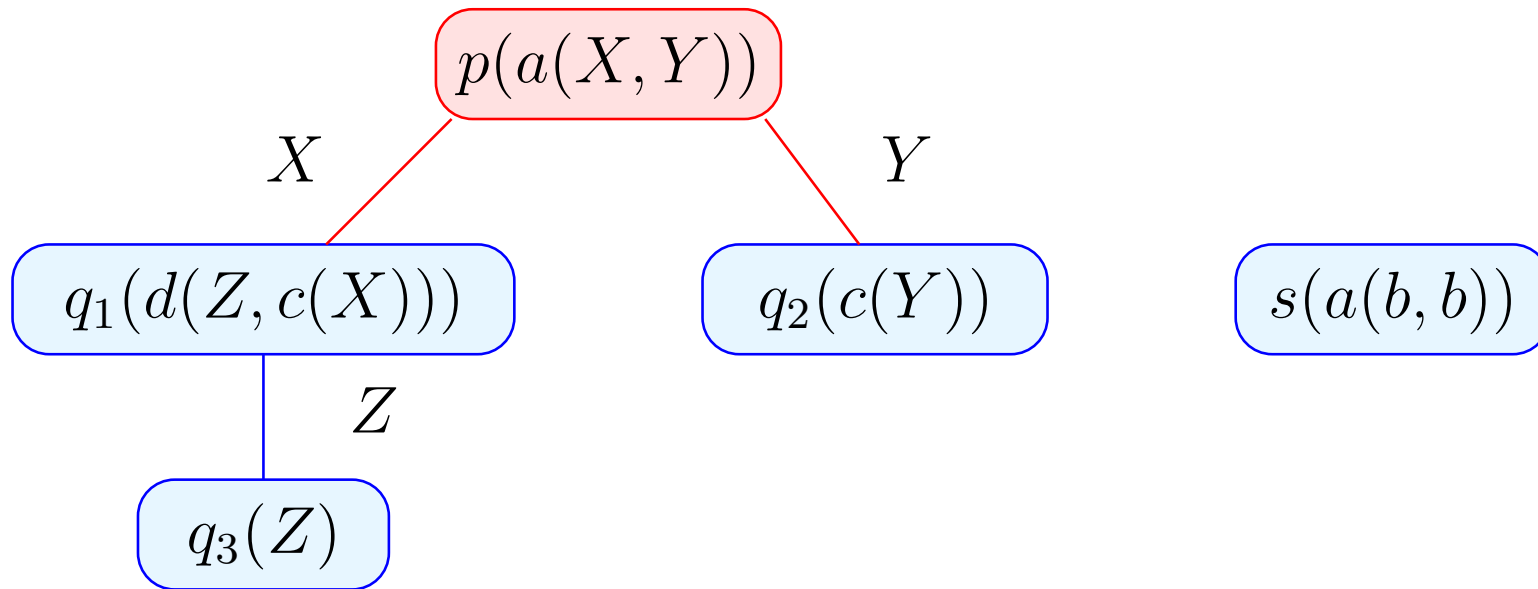 p(a(X, Y))
X
Y
q₁(d(Z, c(X)))
q₂(c(Y))
s(a(b, b))
Z
q₃(Z)